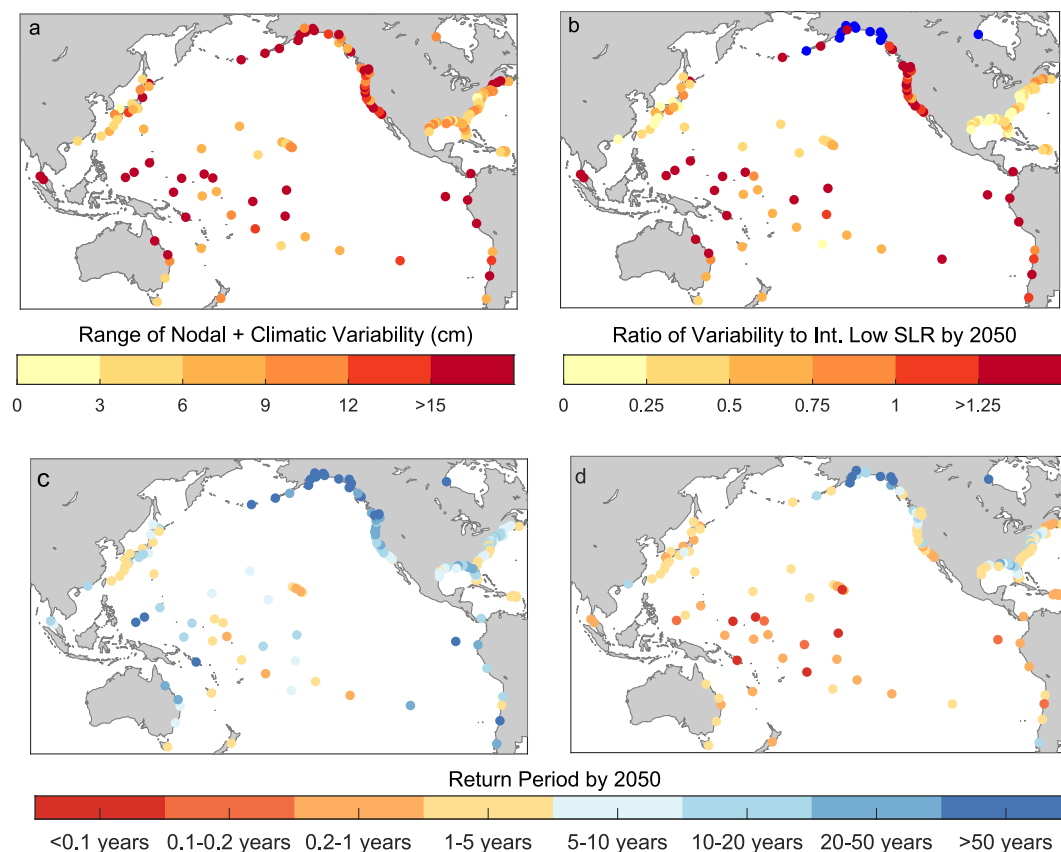 a
b
Range of Nodal + Climatic Variability (cm)
0 3 6 9 12 >15
Ratio of Variability to Int. Low SLR by 2050
0 0.25 0.5 0.75 1 >1.25
c
d
Return Period by 2050
<0.1 years 0.1-0.2 years 0.2-1 years 1-5 years 5-10 years 10-20 years 20-50 years >50 years